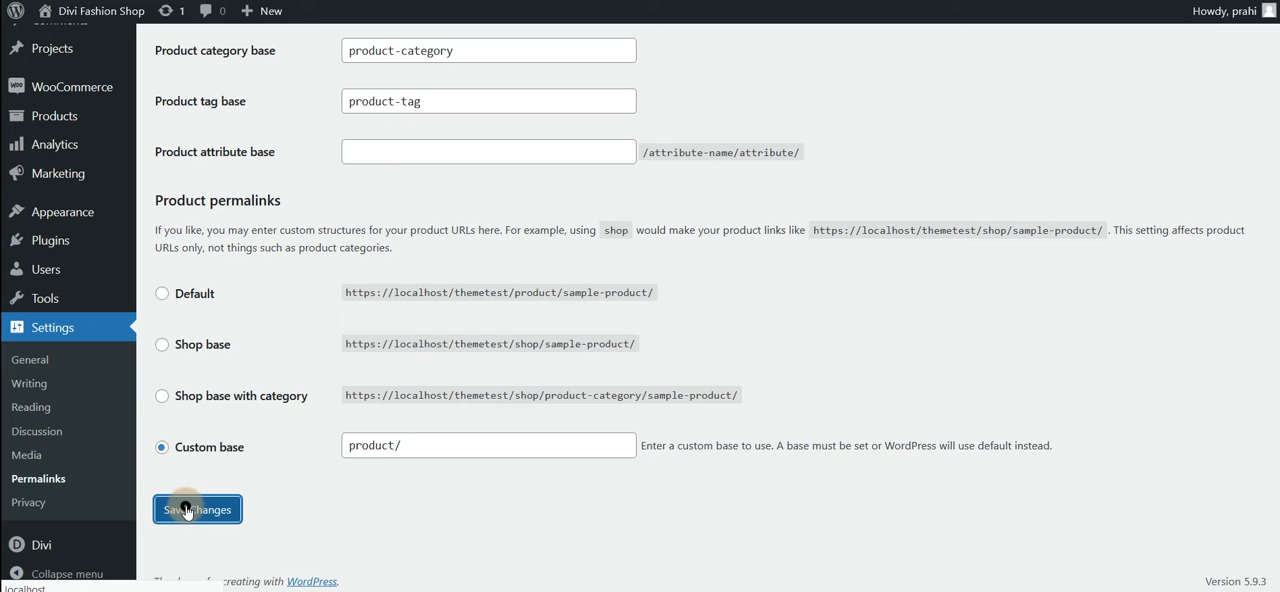 Divi Fashion Shop 1 0 + New Howdy, prahi
Projects
WOO WooCommerce
Products
Analytics
Marketing
Appearance
Plugins
Users
Tools
Settings
General
Writing
Reading
Discussion
Media
Permalinks
Privacy
D Divi
Collapse menu
localhost
Product category base product-category
Product tag base product-tag
Product attribute base /attribute-name/attribute/
Product permalinks
If you like, you may enter custom structures for your product URLs here. For example, using shop would make your product links like https://localhost/themetest/shop/sample-product/ . This setting affects product
URLs only, not things such as product categories.
Default https://localhost/themetest/product/sample-product/
Shop base https://localhost/themetest/shop/sample-product/
Shop base with category https://localhost/themetest/shop/product-category/sample-product/
Custom base product/ Enter a custom base to use. A base must be set or WordPress will use default instead.
Save Changes
creating with WordPress. Version 5.9.3